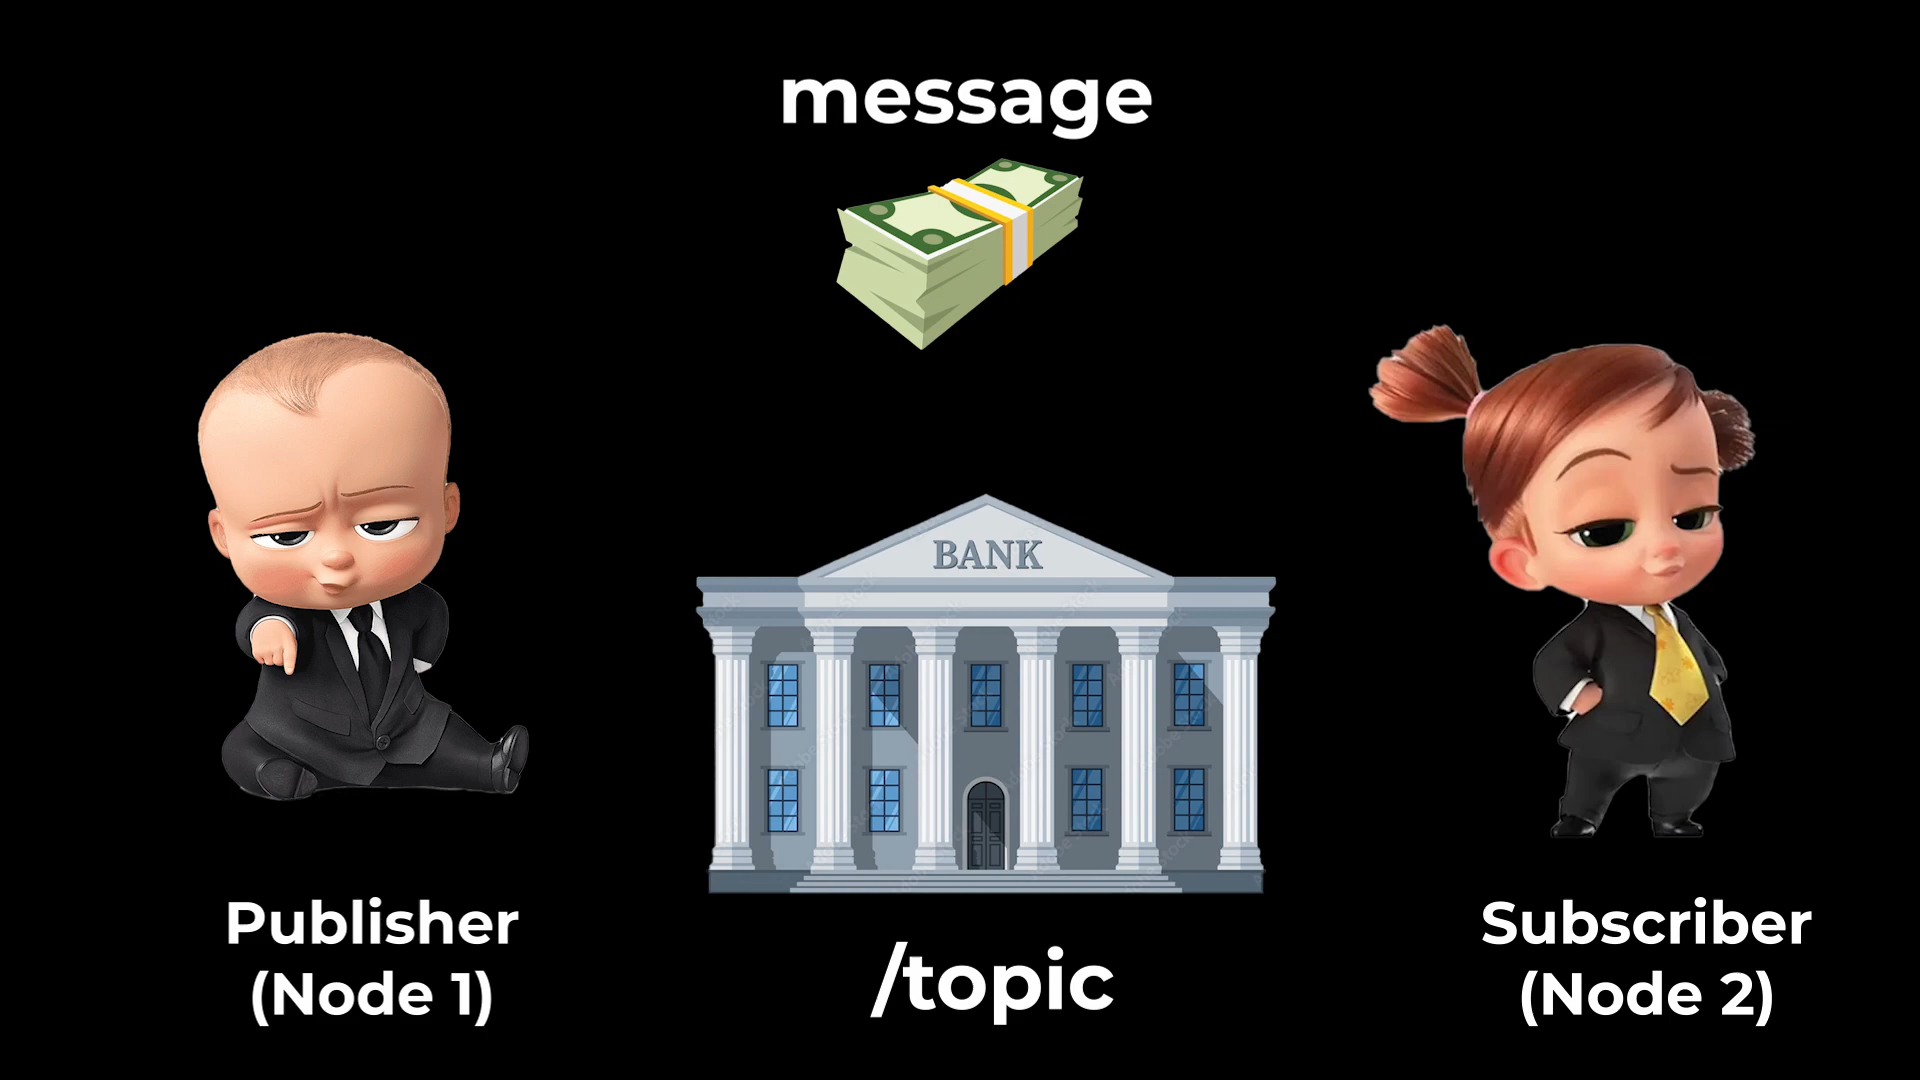 message
BANK
Publisher
(Node 1)
/topic
Subscriber
(Node 2)